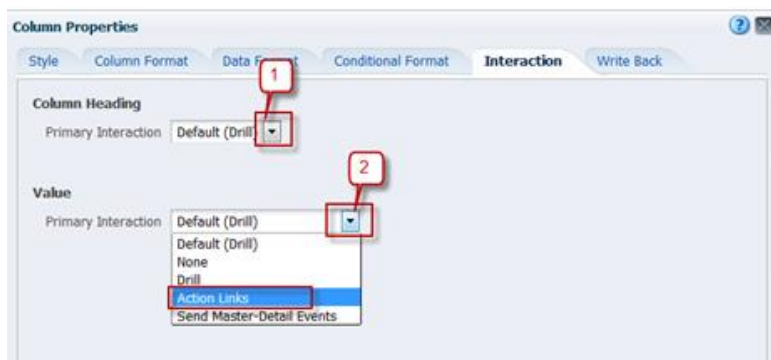 Column Properties
Style Column Format Data Format Conditional Format Interaction Write Back
1
Column Heading
Primary Interaction Default (Drill)
2
Value
Primary Interaction Default (Drill)
Default (Drill)
None
Drill
Action Links
Send Master-Detail Events